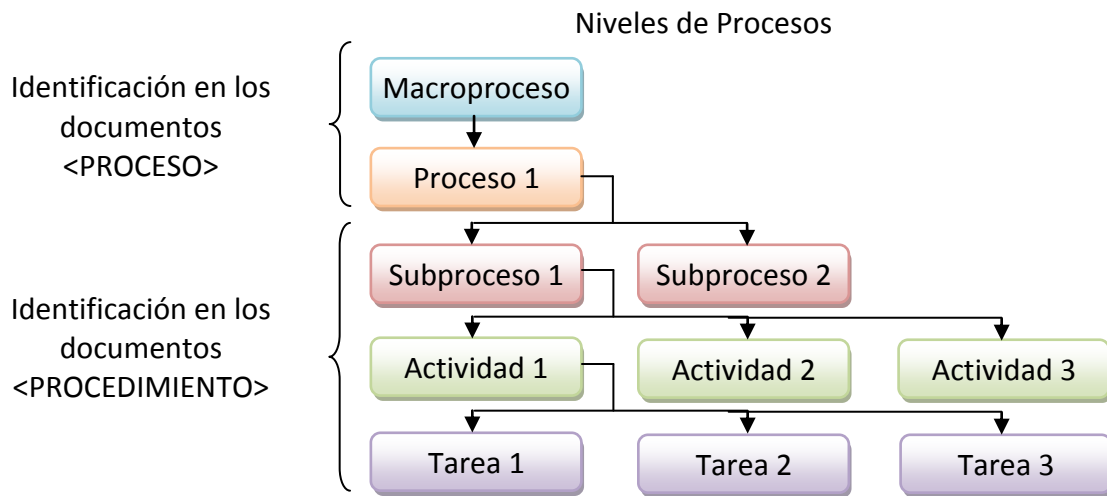 Niveles de Procesos
Identificación en los
documentos
<PROCESO>
Macroproceso
Proceso 1
Identificación en los
documentos
<PROCEDIMIENTO>
Subproceso 1
Subproceso 2
Actividad 1
Actividad 2
Actividad 3
Tarea 1
Tarea 2
Tarea 3